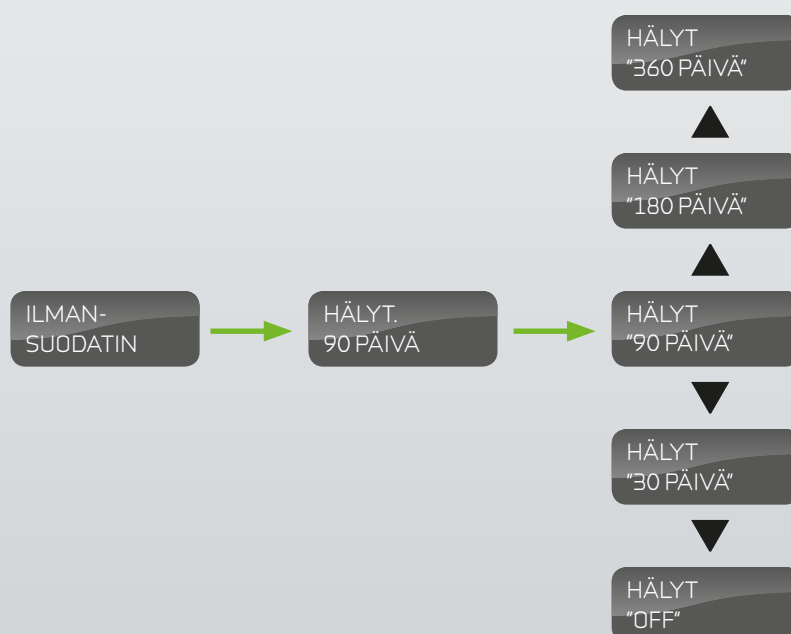 HÄLYT
"360 PÄIVÄ"
HÄLYT
"180 PÄIVÄ"
ILMAN-
SUODATIN
HÄLYT.
90 PÄIVÄ
HÄLYT
"90 PÄIVÄ"
HÄLYT
"30 PÄIVÄ"
HÄLYT
"OFF"